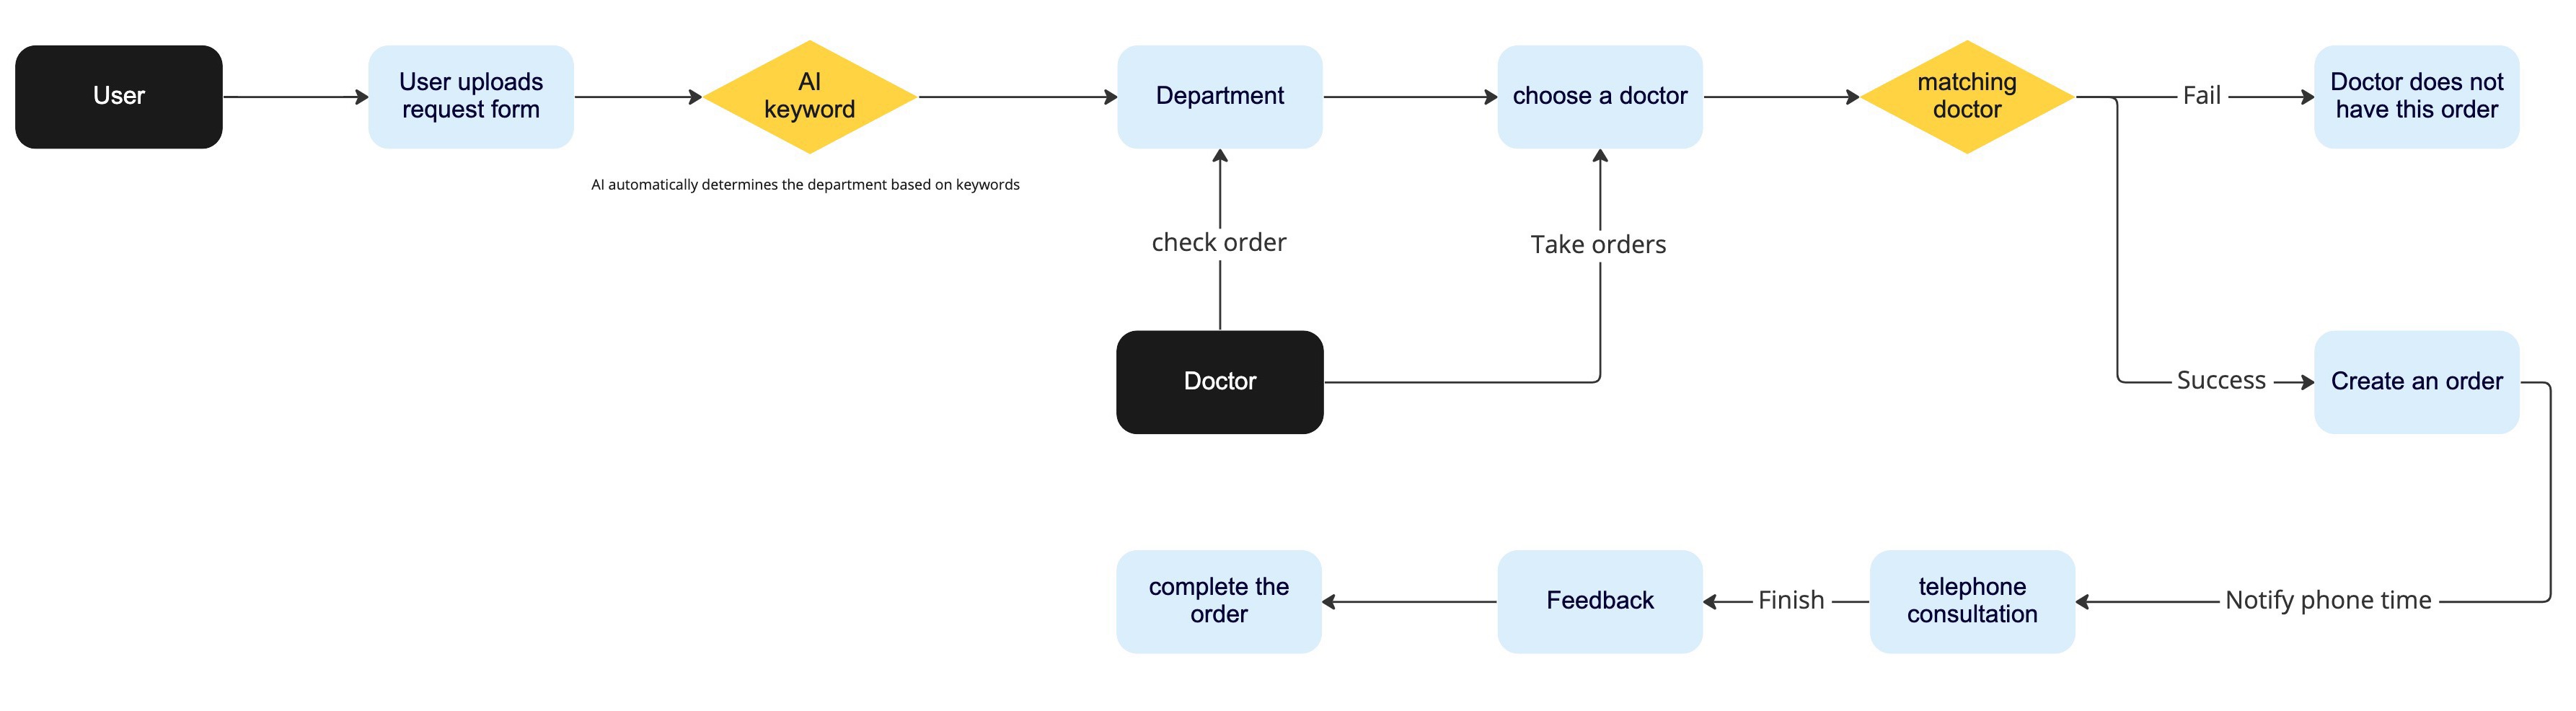 User
User uploads
request form
AI
keyword
Department
choose a doctor
matching
doctor
Fail
Doctor does not
have this order
AI automatically determines the department based on keywords
check order
Take orders
Doctor
Success
Create an order
complete the
order
Feedback
Finish
telephone
consultation
Notify phone time